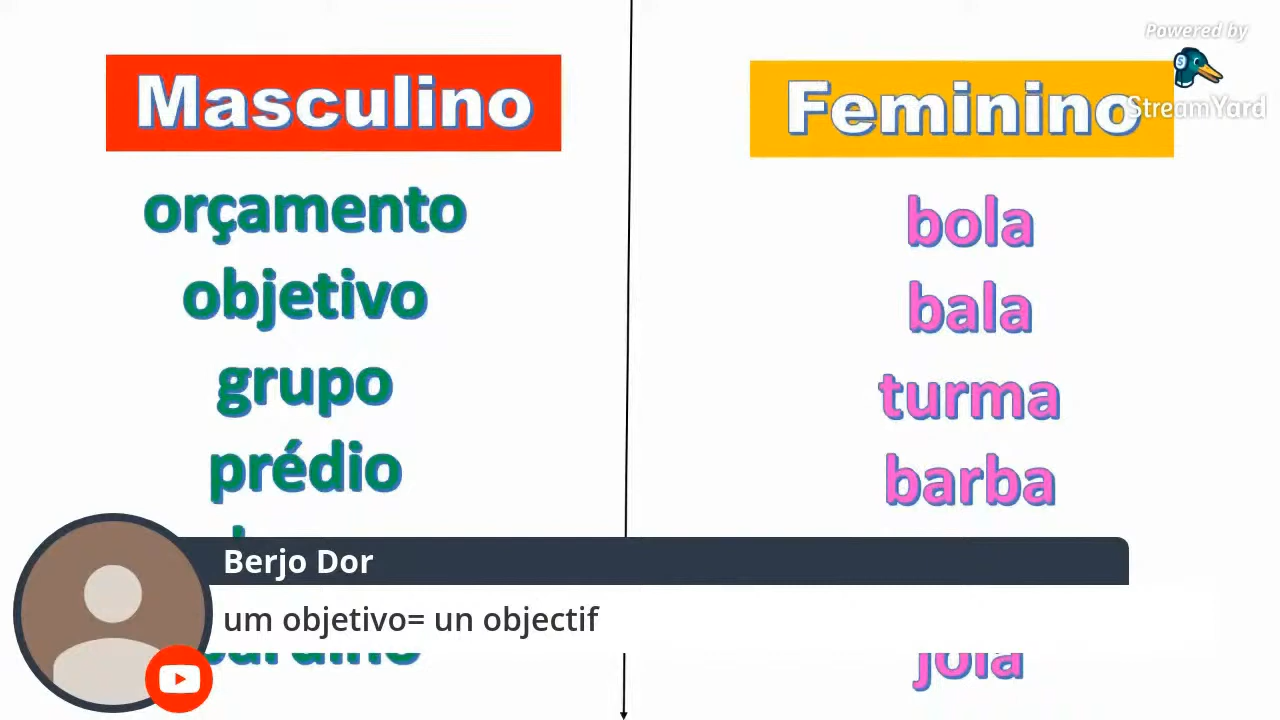 Powered by
StreamYard
Masculino
Feminino
orçamento
objetivo
grupo
prédio
bola
bala
turma
barba
joia
Berjo Dor
um objetivo= un objectif